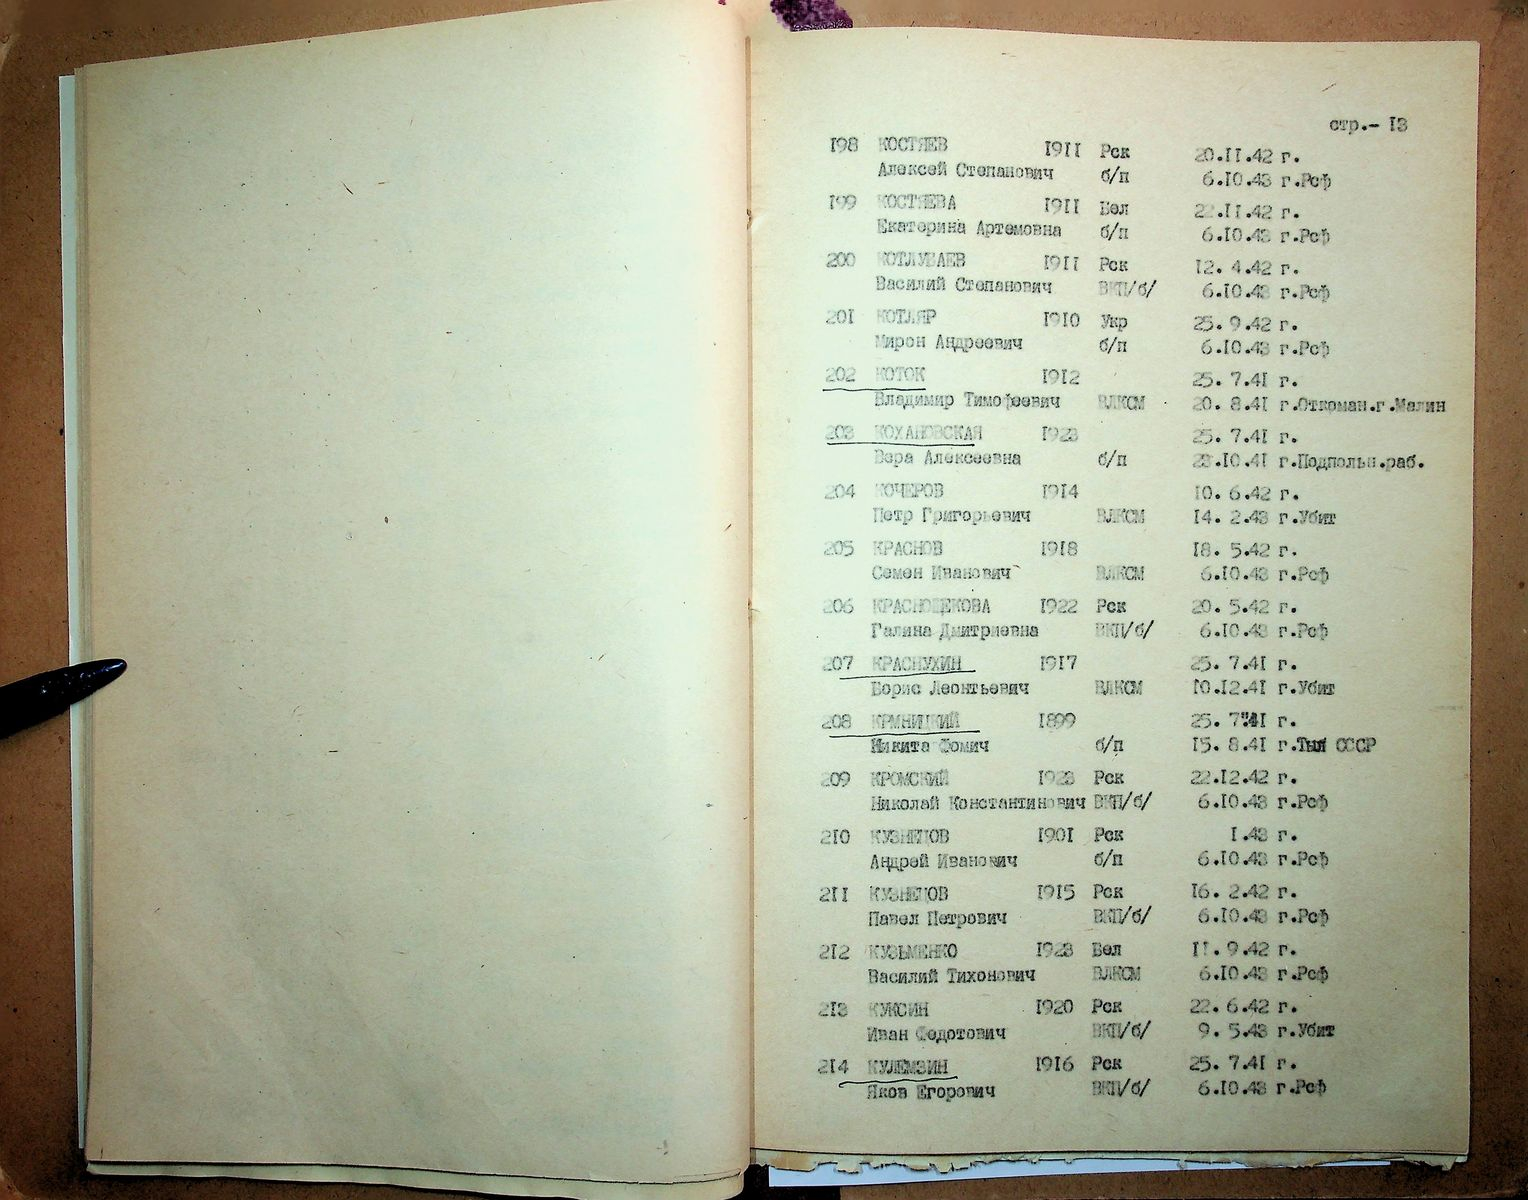 стр.- 13
198 КОСТЯЕВ 1911 Рск 20.11.42 г.
Алексей Степанович б/п 6.10.43 г.Рсф
199 КОСТЯЕВА 1911 Бел 22.11.42 г.
Екатерина Артемовна б/п 6.10.43 г.Рсф
200 КОТЛУБАЕВ 1911 Рск 12. 4.42 г.
Василий Степанович ВКП/б/ 6.10.43 г.Рсф
201 КОТЛЯР 1910 Укр 25. 9.42 г.
Мирон Андреевич б/п 6.10.43 г.Рсф
202 КОТОК 1912 25. 7.41 г.
Владимир Тимофеевич ВЛКСМ 20. 8.41 г.Откоман.г.Малин
203 КОХАНОВСКАЯ 1923 25. 7.41 г.
Вера Алексеевна б/п 23.10.41 г.Подпольн.раб.
204 КОЧЕРОВ 1914 10. 6.42 г.
Петр Григорьевич ВЛКСМ 14. 2.43 г.Убит
205 КРАСНОВ 1918 18. 5.42 г.
Семен Иванович ВЛКСМ 6.10.43 г.Рсф
206 КРАСНОЩЕКОВА 1922 Рск 20. 5.42 г.
Галина Дмитриевна ВКП/б/ 6.10.43 г.Рсф
207 КРАСНУХИН 1917 25. 7.41 г.
Борис Леонтьевич ВЛКСМ 10.12.41 г.Убит
208 КРМНИЦКИЙ 1899 25. 7.41 г.
Никита Фомич б/п 15. 8.41 г.Тыл СССР
209 КРОМСКИЙ 1923 Рск 22.12.42 г.
Николай Константинович ВКП/б/ 6.10.43 г.Рсф
210 КУЗНЕЦОВ 1901 Рск 1.43 г.
Андрей Иванович б/п 6.10.43 г.Рсф
211 КУЗНЕЦОВ 1915 Рск 16. 2.42 г.
Павел Петрович ВКП/б/ 6.10.43 г.Рсф
212 КУЗЬМЕНКО 1923 Бел 11. 9.42 г.
Василий Тихонович ВЛКСМ 6.10.43 г.Рсф
213 КУКСИН 1920 Рск 22. 6.42 г.
Иван Федотович ВКП/б/ 9. 5.43 г.Убит
214 КУЛЕМЗИН 1916 Рск 25. 7.41 г.
Яков Егорович ВКП/б/ 6.10.43 г.Рсф